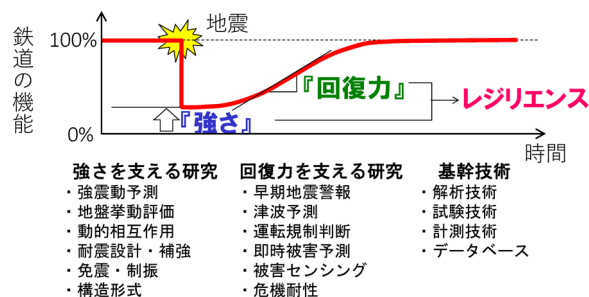 地震
鉄道の機能
100%
『回復力』
レジリエンス
『強さ』
0%
時間
強さを支える研究
・強震動予測
・地盤挙動評価
・動的相互作用
・耐震設計・補強
・免震・制振
・構造形式
回復力を支える研究
・早期地震警報
・津波予測
・運転規制判断
・即時被害予測
・被害センシング
・危機耐性
基幹技術
・解析技術
・試験技術
・計測技術
・データベース